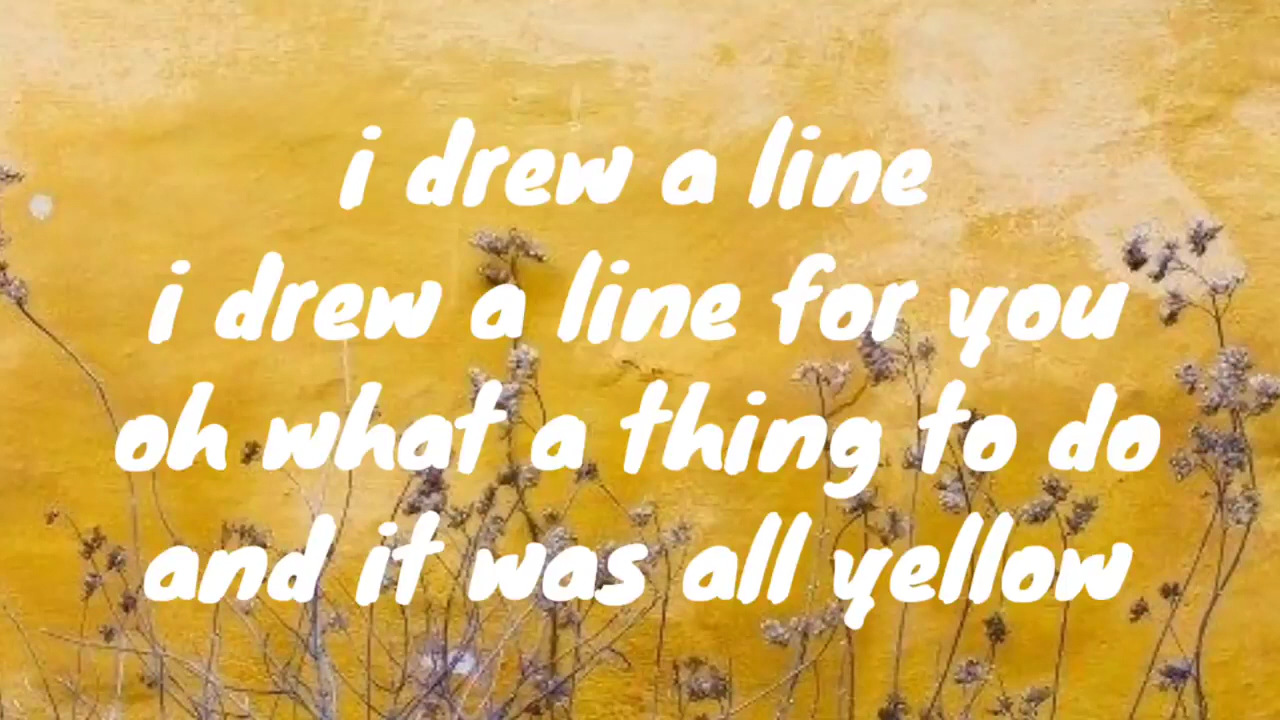 i drew a line
i drew a line for you
oh what a thing to do
and it was all yellow